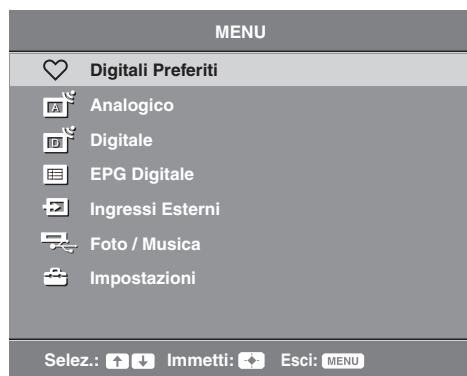 MENU
Digitali Preferiti
A Analogico
D Digitale
EPG Digitale
Ingressi Esterni
Foto / Musica
Impostazioni
Selez.: ↑ ↓ Immetti: Esci: MENU